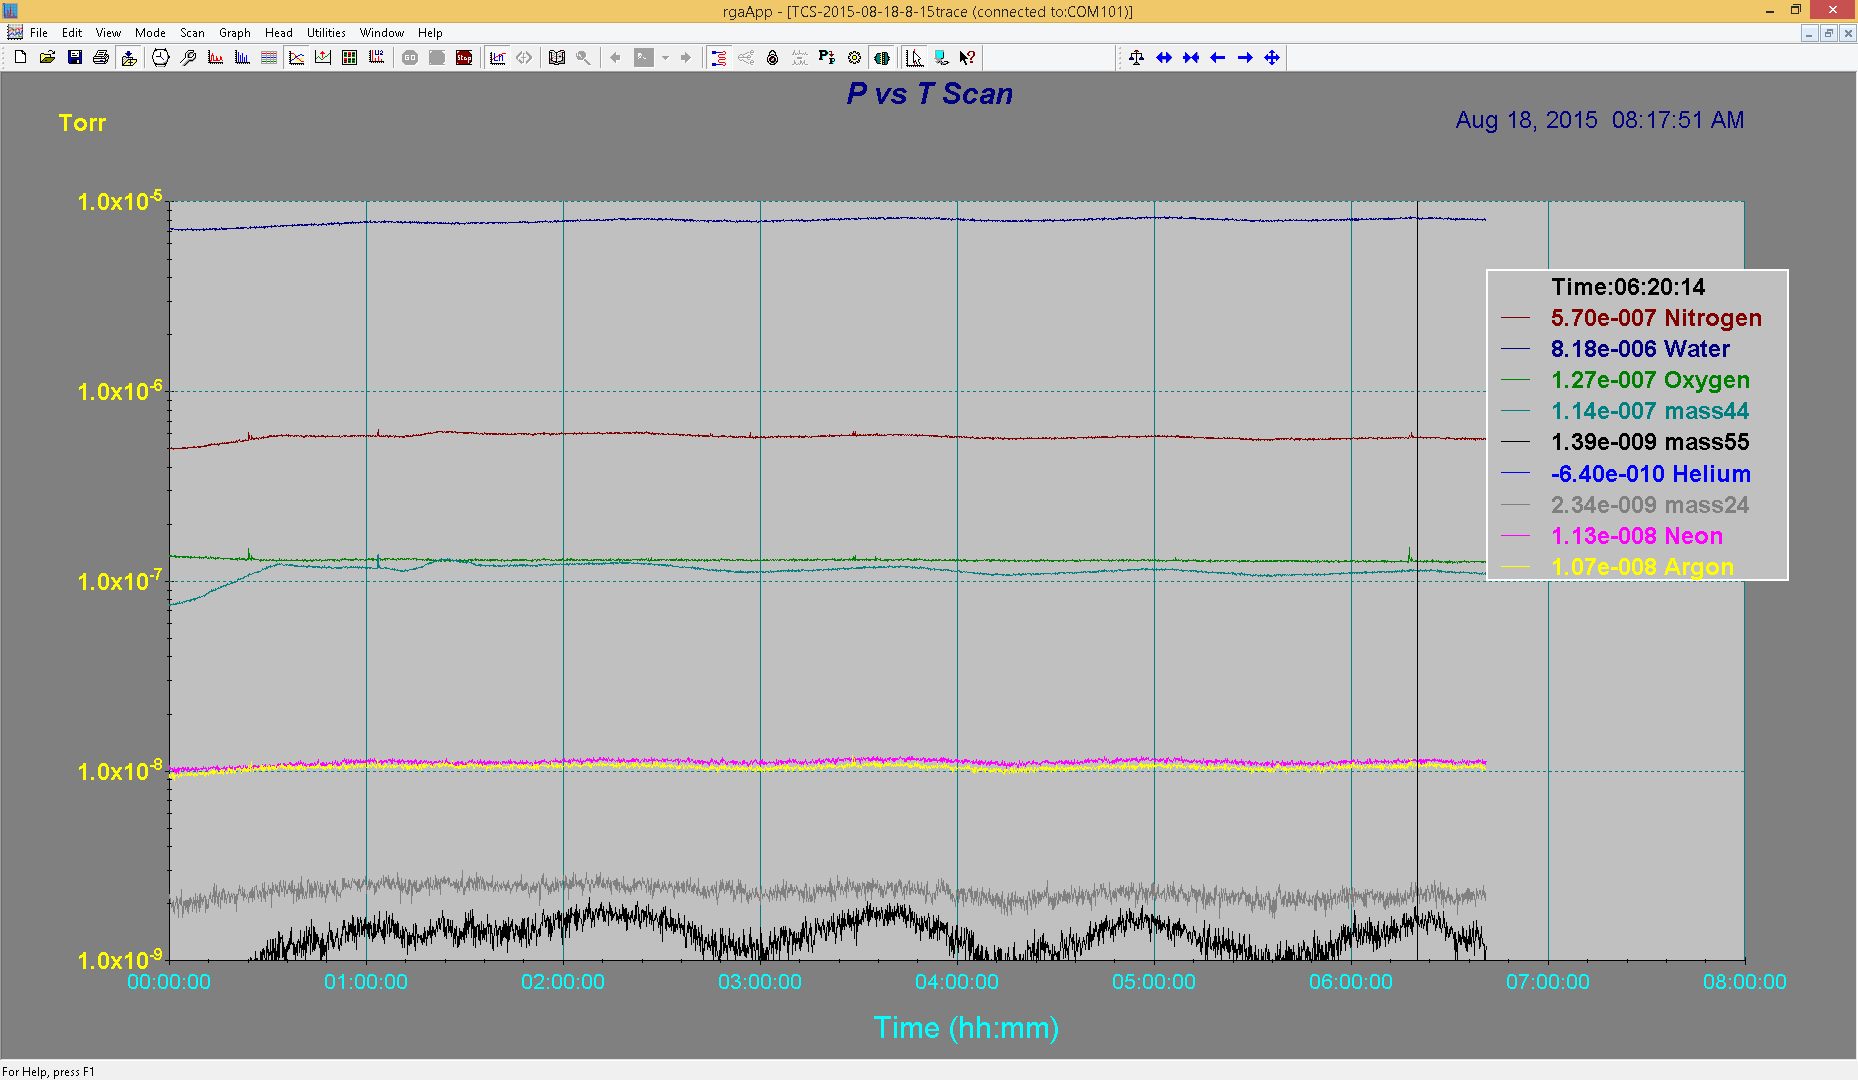 rgaApp - [TCS-2015-08-18-8-15trace (connected to:COM101)]
File Edit View Mode Scan Graph Head Utilities Window Help
GO Stop
P vs T Scan
Torr
Aug 18, 2015 08:17:51 AM
1.0x10-5
1.0x10-6
1.0x10-7
1.0x10-8
1.0x10-9
Time:06:20:14
5.70e-007 Nitrogen
8.18e-006 Water
1.27e-007 Oxygen
1.14e-007 mass44
1.39e-009 mass55
-6.40e-010 Helium
2.34e-009 mass24
1.13e-008 Neon
1.07e-008 Argon
00:00:00 01:00:00 02:00:00 03:00:00 04:00:00 05:00:00 06:00:00 07:00:00 08:00:00
Time (hh:mm)
For Help, press F1